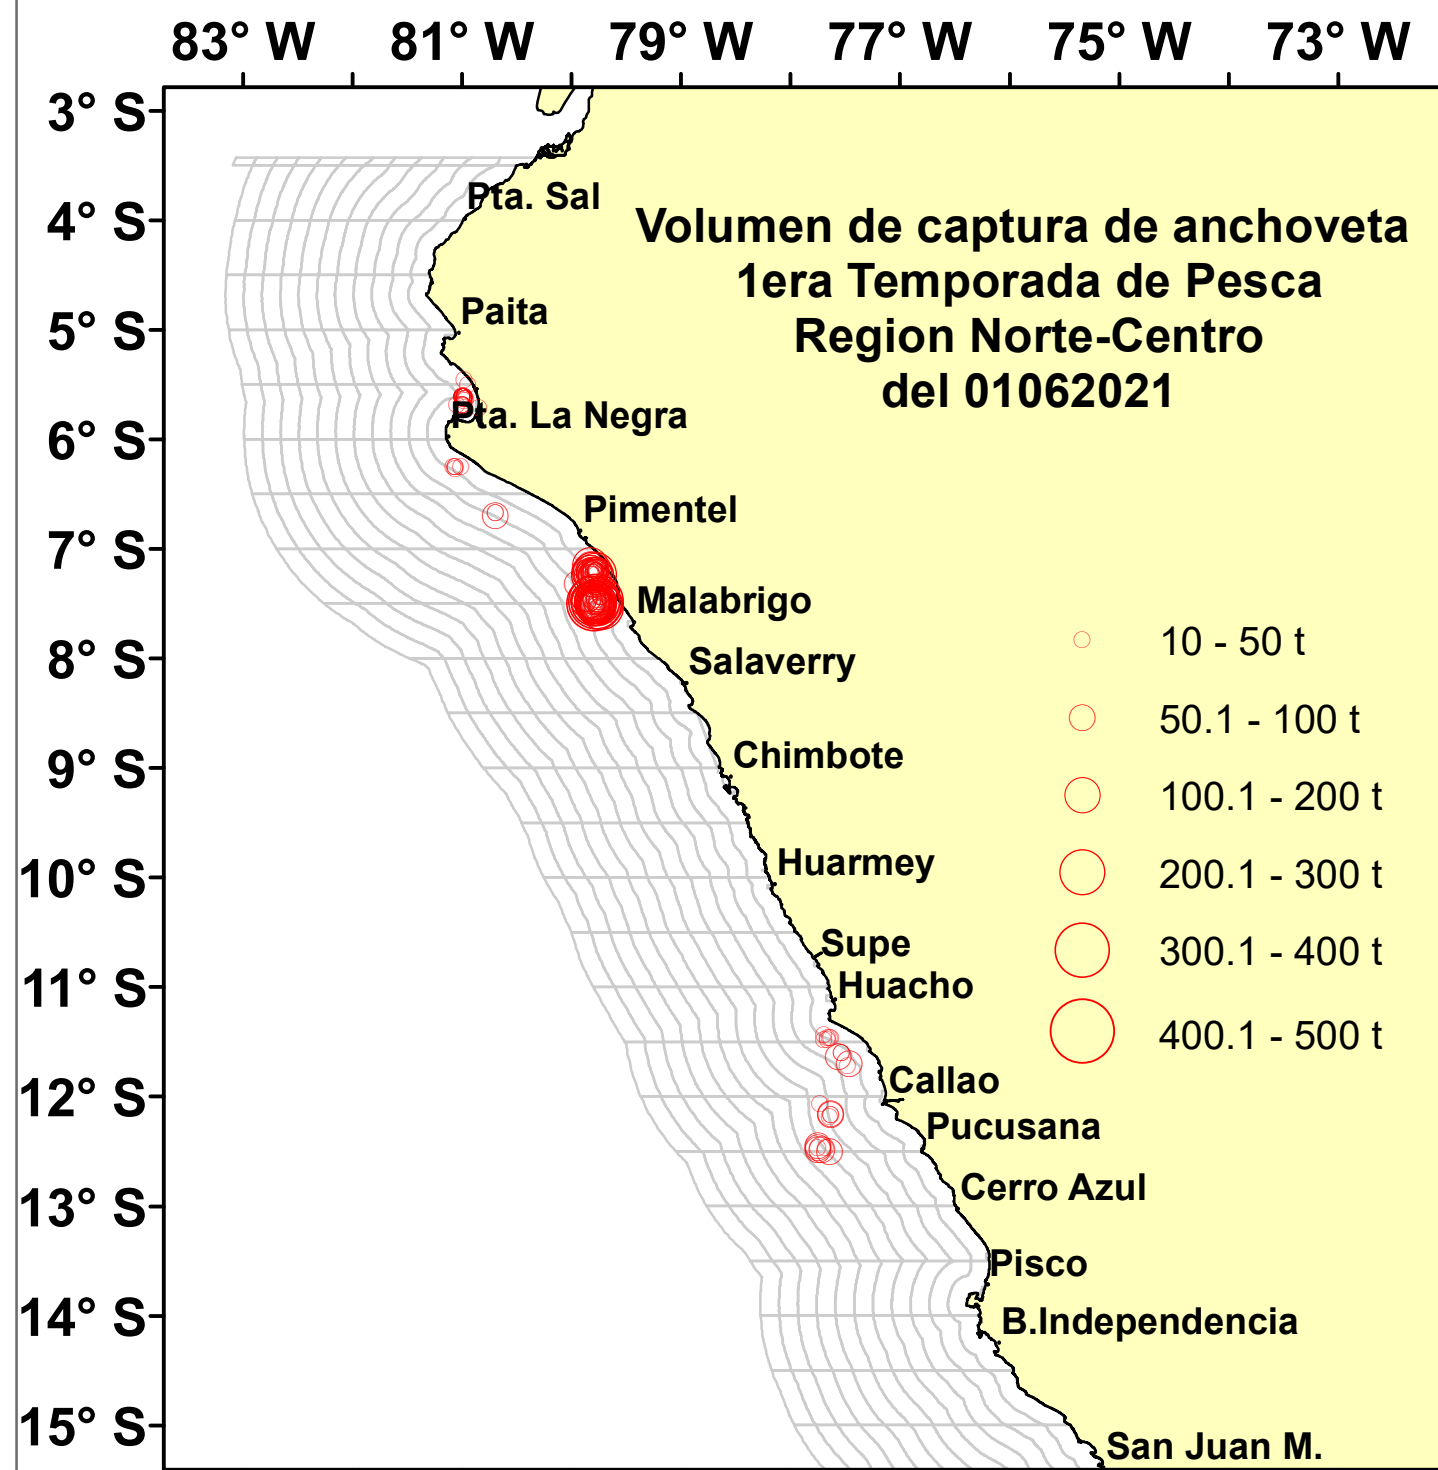 83° W 81° W 79° W 77° W 75° W 73° W
3° S
4° S
5° S
6° S
7° S
8° S
9° S
10° S
11° S
12° S
13° S
14° S
15° S
Volumen de captura de anchoveta
1era Temporada de Pesca
Region Norte-Centro
del 01062021
Pta. Sal
Paita
Pta. La Negra
Pimentel
Malabrigo
Salaverry
Chimbote
Huarmey
Supe
Huacho
Callao
Pucusana
Cerro Azul
Pisco
B.Independencia
San Juan M.
10 - 50 t
50.1 - 100 t
100.1 - 200 t
200.1 - 300 t
300.1 - 400 t
400.1 - 500 t